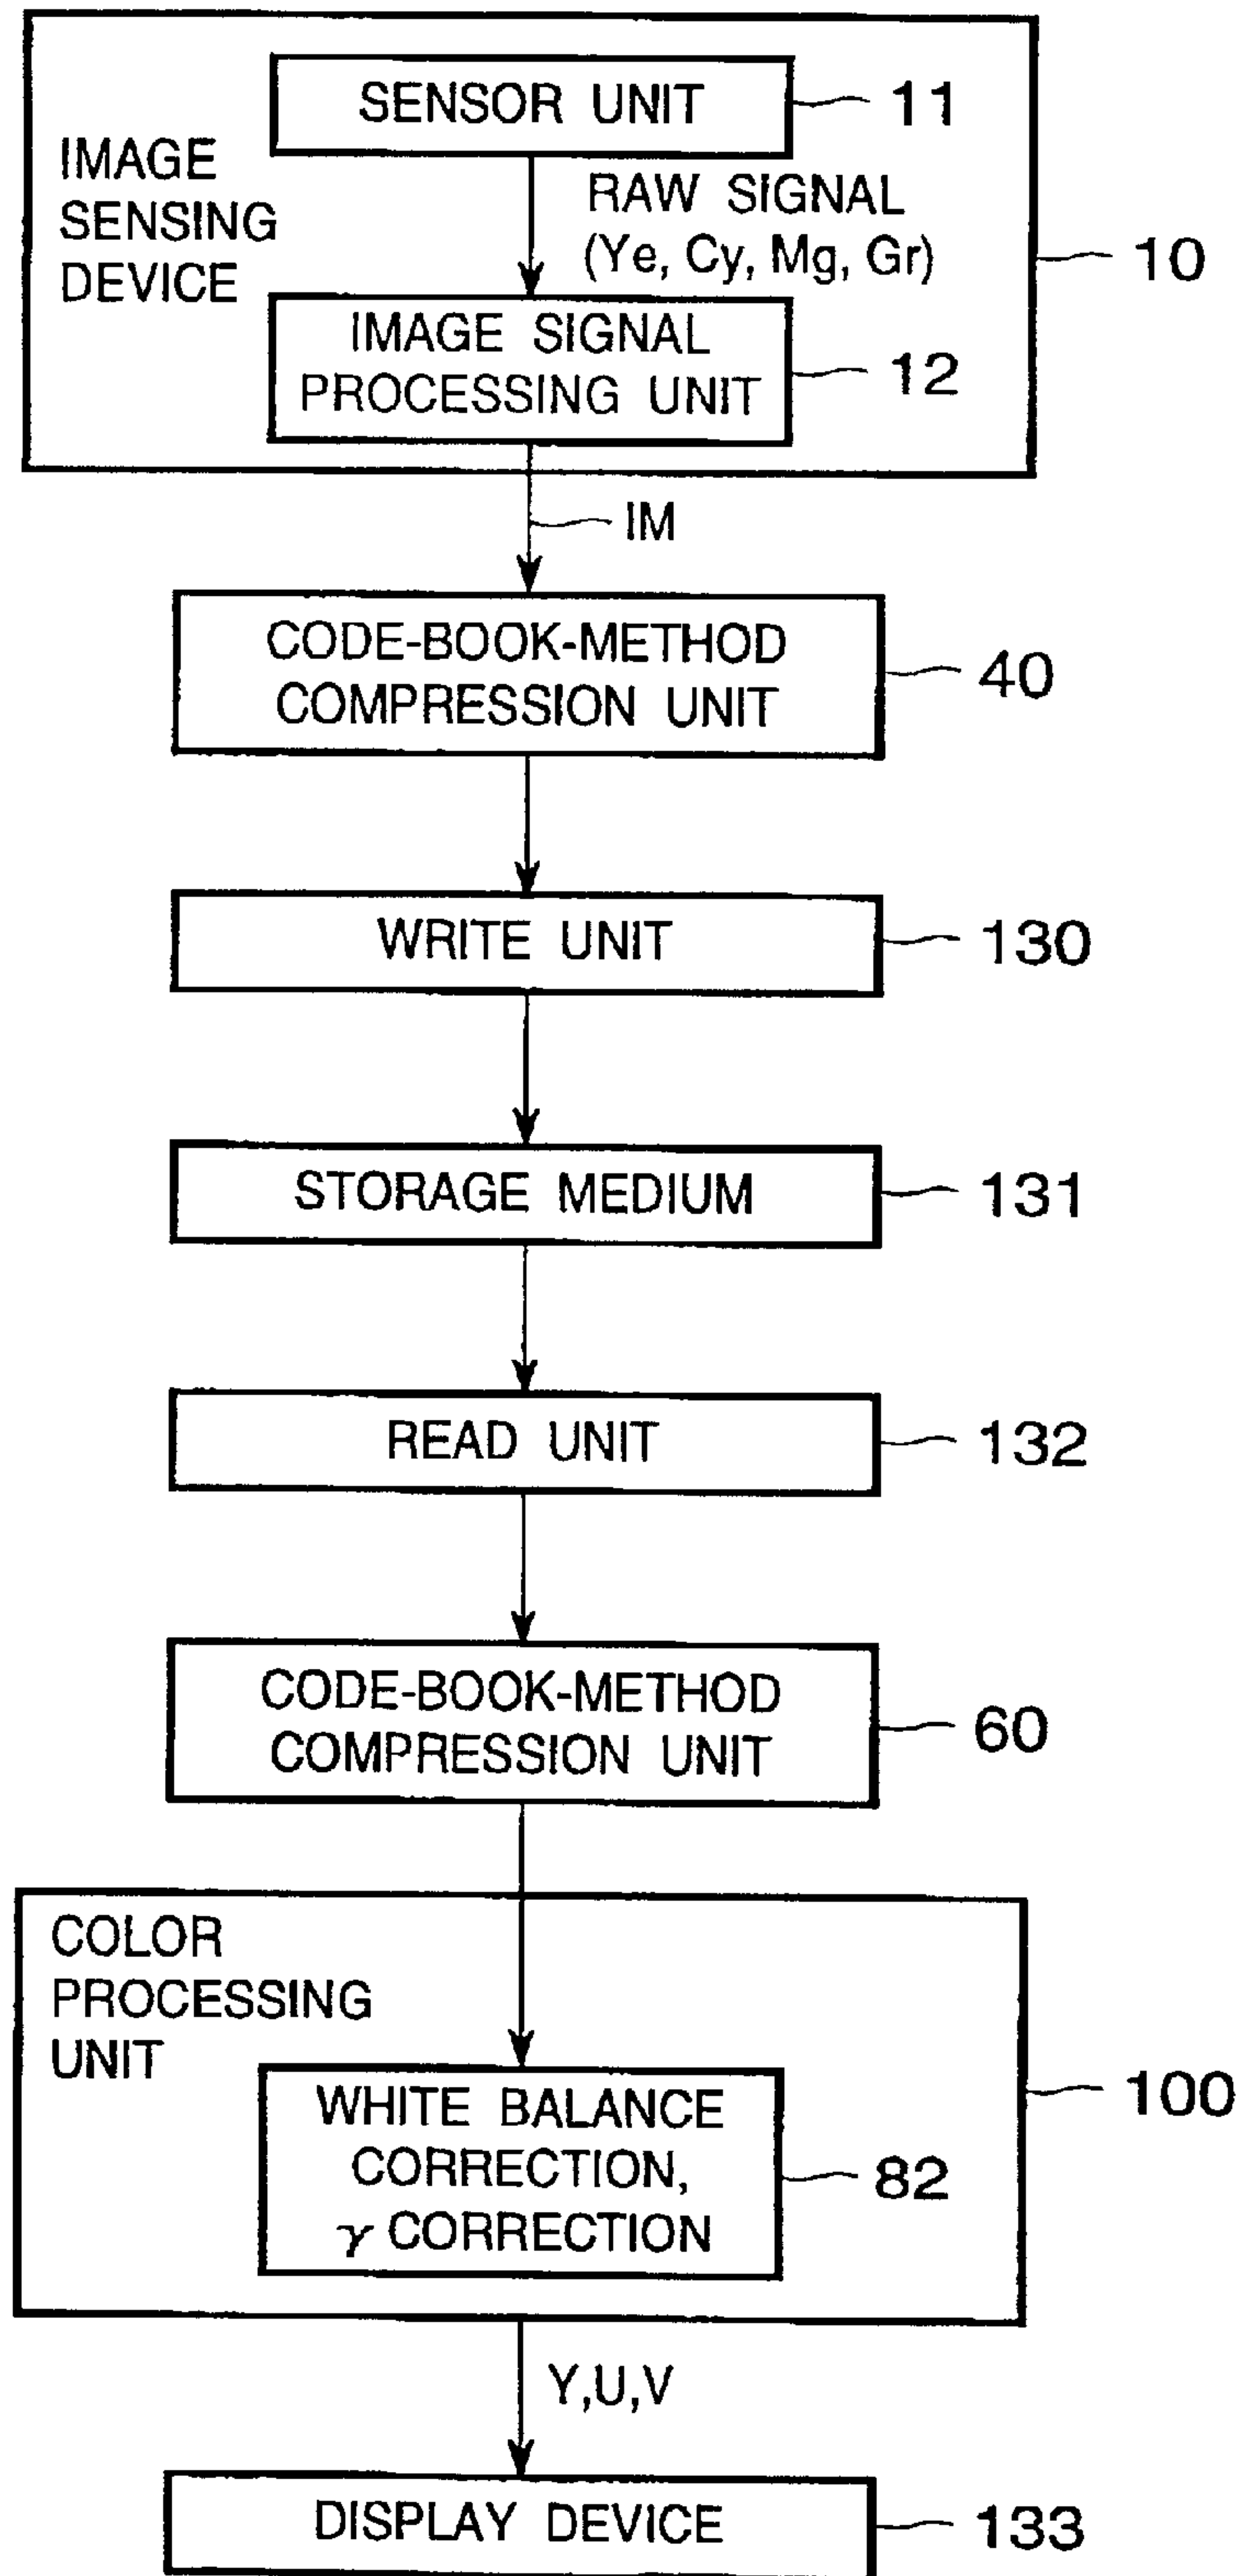 SENSOR UNIT
11
IMAGE
SENSING
DEVICE
RAW SIGNAL
(Ye, Cy, Mg, Gr)
10
IMAGE SIGNAL
PROCESSING UNIT
12
IM
CODE-BOOK-METHOD
COMPRESSION UNIT
40
WRITE UNIT
130
STORAGE MEDIUM
131
READ UNIT
132
CODE-BOOK-METHOD
COMPRESSION UNIT
60
COLOR
PROCESSING
UNIT
100
WHITE BALANCE
CORRECTION,
γ CORRECTION
82
Y,U,V
DISPLAY DEVICE
133